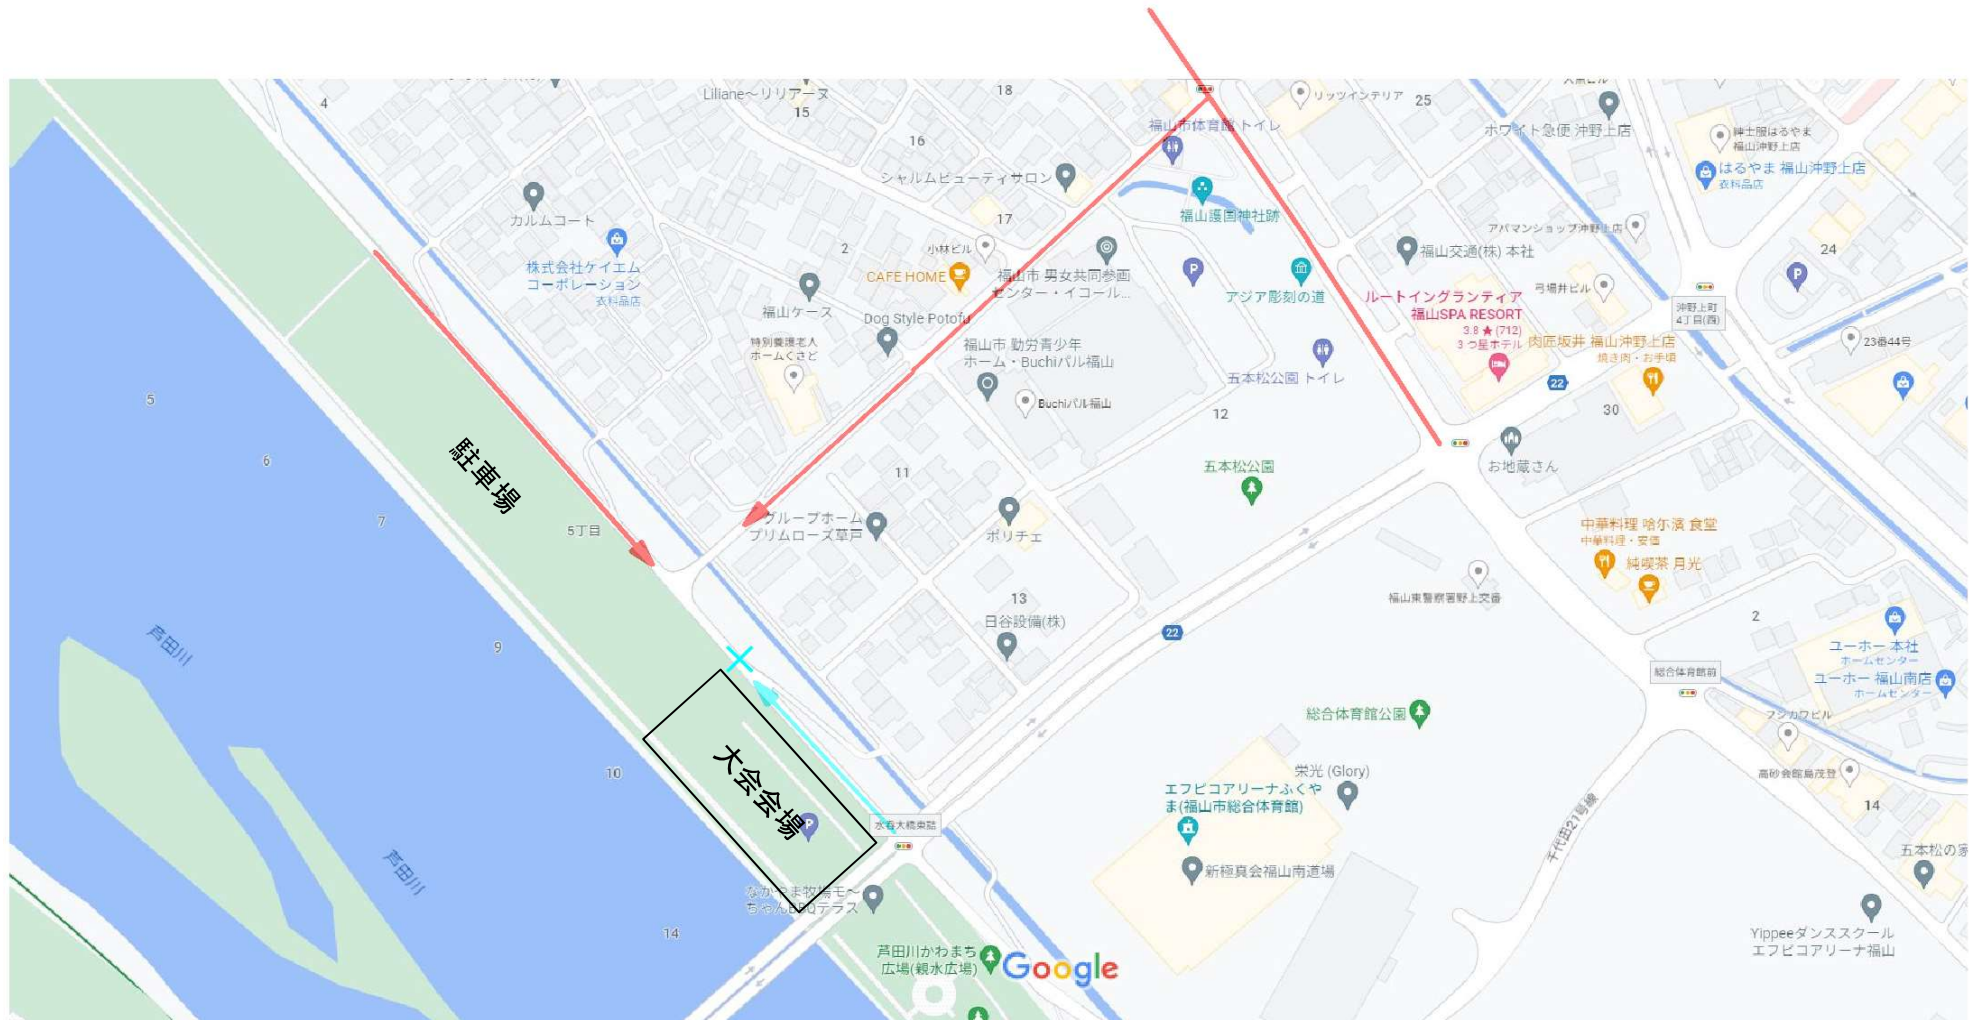 Liliane～リリアーヌ
15
4
18
16
シャルムビューティサロン
17
福山市体育館 トイレ
リッツインテリア
25
ホワイト急便 沖野上店
紳士服はるやま
福山沖野上店
はるやま 福山沖野上店
衣料品店
福山護国神社跡
カルムコート
株式会社ケイエム
コーポレーション
衣料品店
2
小林ビル
CAFE HOME
福山市 男女共同参画
センター・イコール...
福山ケース
Dog Style Potofu
P
アジア彫刻の道
福山交通(株) 本社
アパマンショップ沖野上店
24
P
弓場井ビル
沖野上町
4丁目(西)
ルートイングランティア
福山SPA RESORT
3.8 ★ (712)
3 つ星ホテル
肉匠坂井 福山沖野上店
焼き肉・お手頃
23番44号
特別養護老人
ホームくさど
福山市 勤労青少年
ホーム・Buchiパル福山
Buchiパル福山
五本松公園 トイレ
22
12
30
5
6
7
駐車場
5丁目
11
五本松公園
お地蔵さん
グループホーム
プリムローズ草戸
ポリチェ
中華料理 哈尔濱 食堂
中華料理・安価
純喫茶 月光
福山東警察署野上交番
13
日谷設備(株)
22
2
ユーホー 本社
ホームセンター
ユーホー 福山南店
ホームセンター
総合体育館前
芦田川
9
10
大会会場
P
総合体育館公園
フジカワビル
高砂会館島茂登
14
栄光 (Glory)
エフピコアリーナふくや
ま(福山市総合体育館)
水呑大橋東詰
千代田21号線
新極真会福山南道場
五本松の家
芦田川
なかやま牧場モ～
ちゃんBBQテラス
14
Yippeeダンススクール
エフピコアリーナ福山
芦田川かわまち
広場(親水広場)
Google